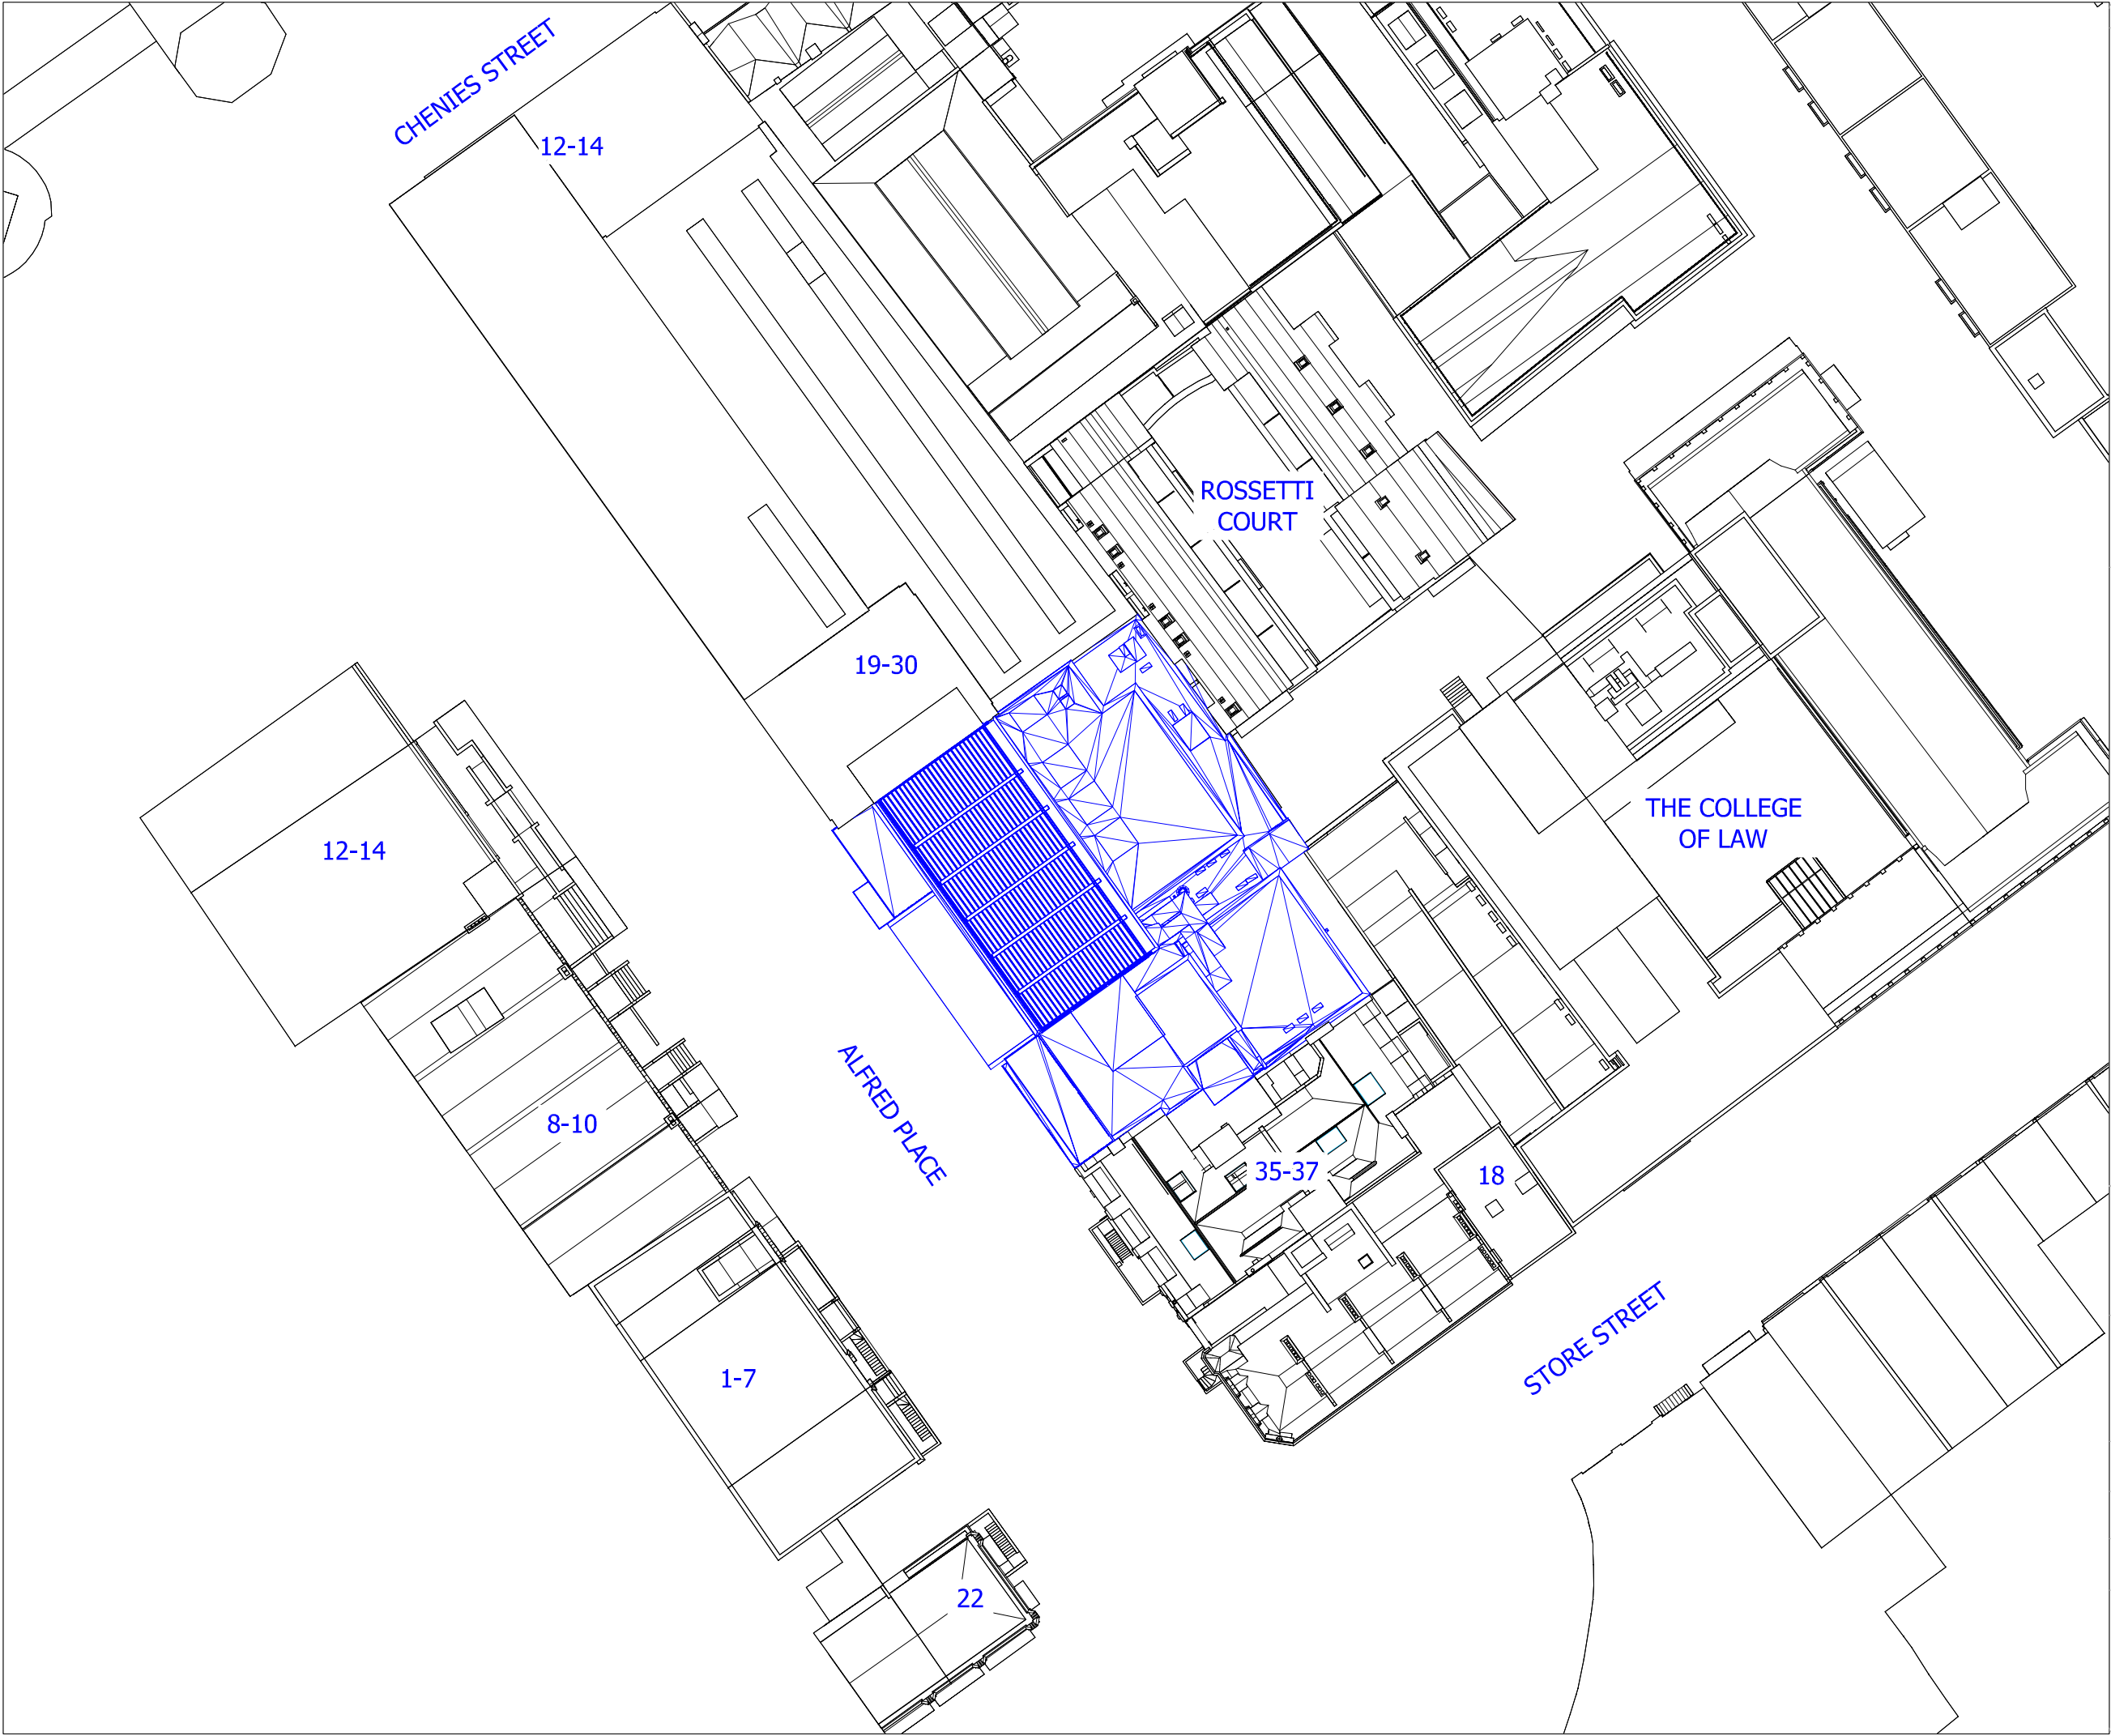 CHENIES STREET
12-14
ROSSETTI
COURT
19-30
THE COLLEGE
OF LAW
12-14
ALFRED PLACE
8-10
35-37
18
STORE STREET
1-7
22